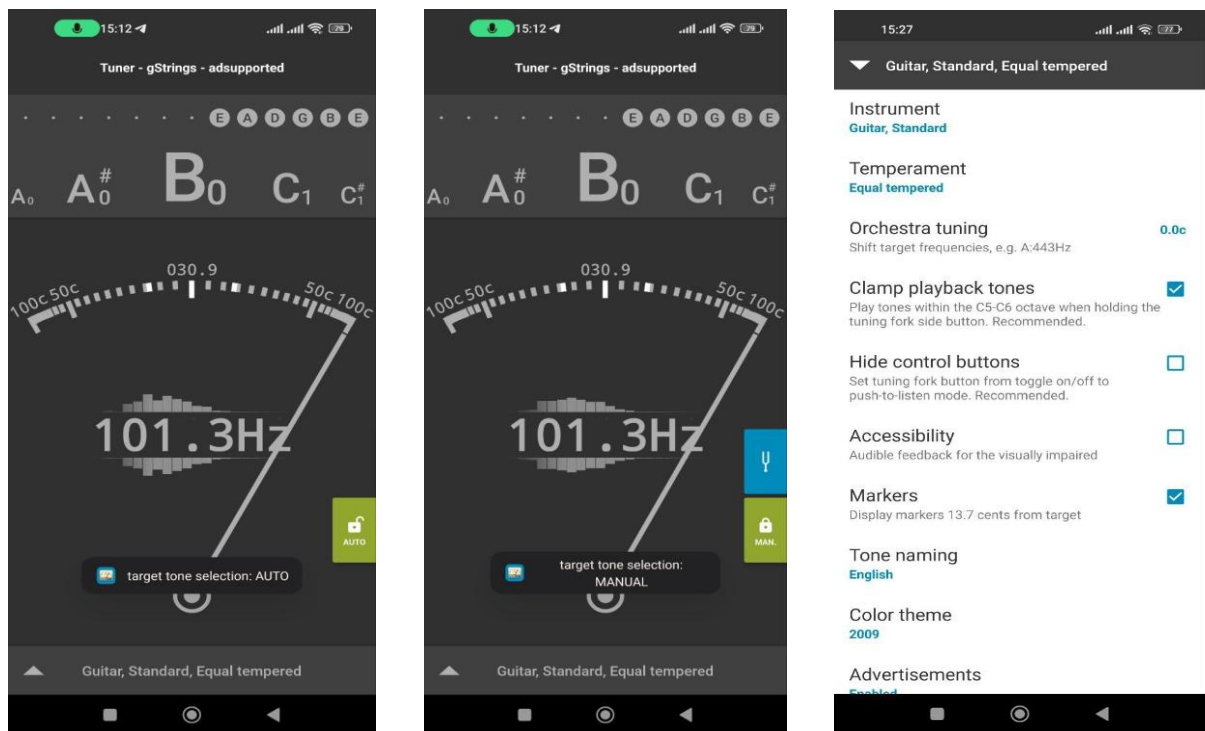 15:12
79
Tuner - gStrings - adsupported
E A D G B E
A0 A#0 B0 C1 C#1
030.9
100c 50c 50c 100c
101.3Hz
AUTO
target tone selection: AUTO
Guitar, Standard, Equal tempered
15:12
79
Tuner - gStrings - adsupported
E A D G B E
A0 A#0 B0 C1 C#1
030.9
100c 50c 50c 100c
101.3Hz
MAN.
target tone selection:
MANUAL
Guitar, Standard, Equal tempered
15:27
77
Guitar, Standard, Equal tempered
Instrument
Guitar, Standard
Temperament
Equal tempered
Orchestra tuning 0.0c
Shift target frequencies, e.g. A:443Hz
Clamp playback tones
Play tones within the C5-C6 octave when holding the
tuning fork side button. Recommended.
Hide control buttons
Set tuning fork button from toggle on/off to
push-to-listen mode. Recommended.
Accessibility
Audible feedback for the visually impaired
Markers
Display markers 13.7 cents from target
Tone naming
English
Color theme
2009
Advertisements
Enabled